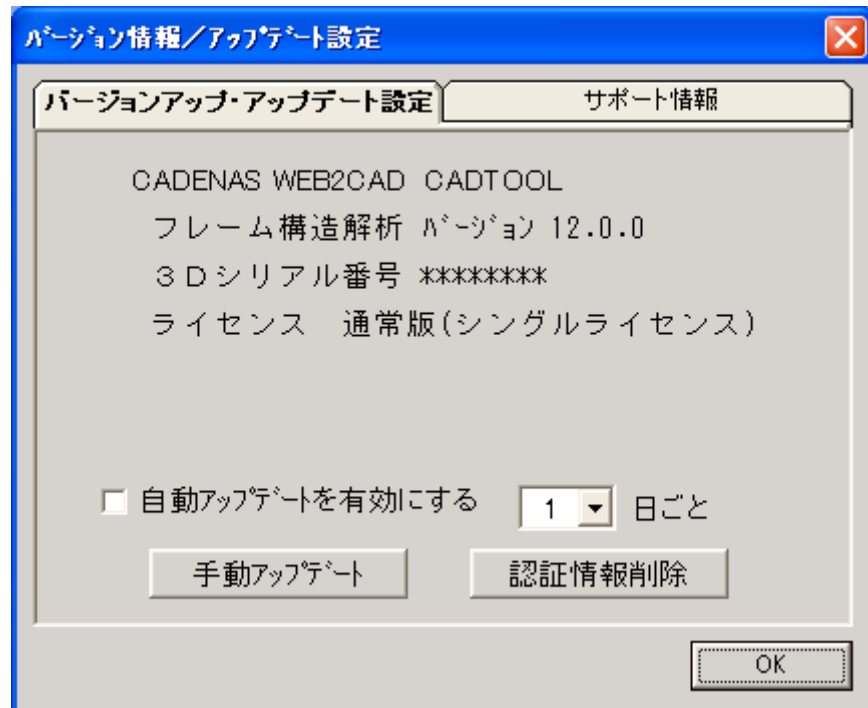 ﾊﾞｰｼﾞｮﾝ情報／ｱｯﾌﾟﾃﾞｰﾄ設定
バージョンアップ・アップデート設定
サポート情報
CADENAS WEB2CAD CADTOOL
フレーム構造解析 ﾊﾞｰｼﾞｮﾝ 12.0.0
３Ｄシリアル番号 ********
ライセンス　通常版(シングルライセンス)
自動ｱｯﾌﾟﾃﾞｰﾄを有効にする 1 日ごと
手動ｱｯﾌﾟﾃﾞｰﾄ 認証情報削除
OK